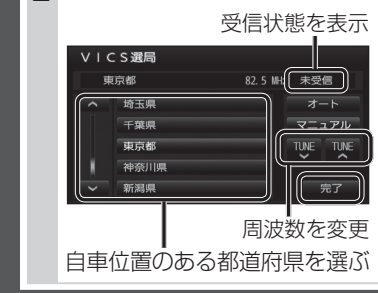 受信状態を表示
VICS選局
東京都 82.5 MHz 未受信
埼玉県 オート
千葉県 マニュアル
東京都 TUNE TUNE
神奈川県
新潟県 完了
周波数を変更
自車位置のある都道府県を選ぶ